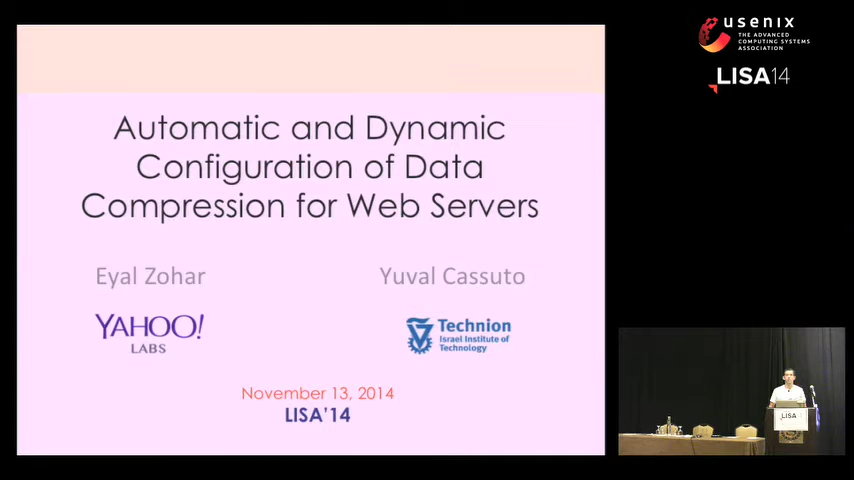 Automatic and Dynamic
Configuration of Data
Compression for Web Servers
Eyal Zohar
Yuval Cassuto
YAHOO!
LABS
Technion
Israel Institute of
Technology
November 13, 2014
LISA'14
usenix
THE ADVANCED
COMPUTING SYSTEMS
ASSOCIATION
LISA14
LISA14